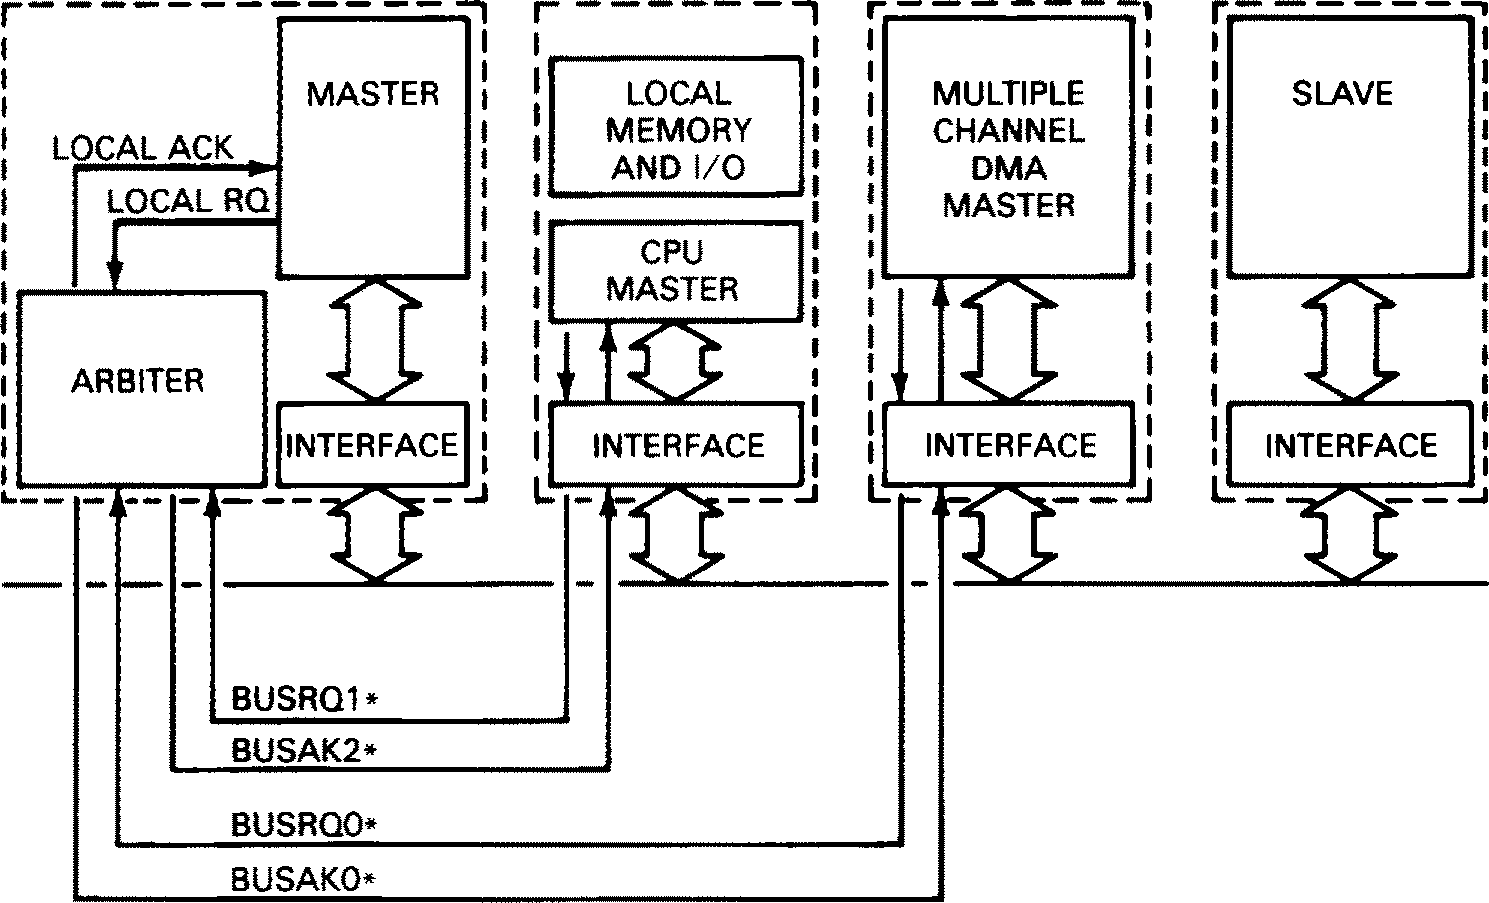 MASTER
LOCAL ACK
LOCAL RQ
ARBITER
INTERFACE
LOCAL
MEMORY
AND I/O
CPU
MASTER
INTERFACE
MULTIPLE
CHANNEL
DMA
MASTER
INTERFACE
SLAVE
INTERFACE
BUSRQ1*
BUSAK2*
BUSRQ0*
BUSAK0*